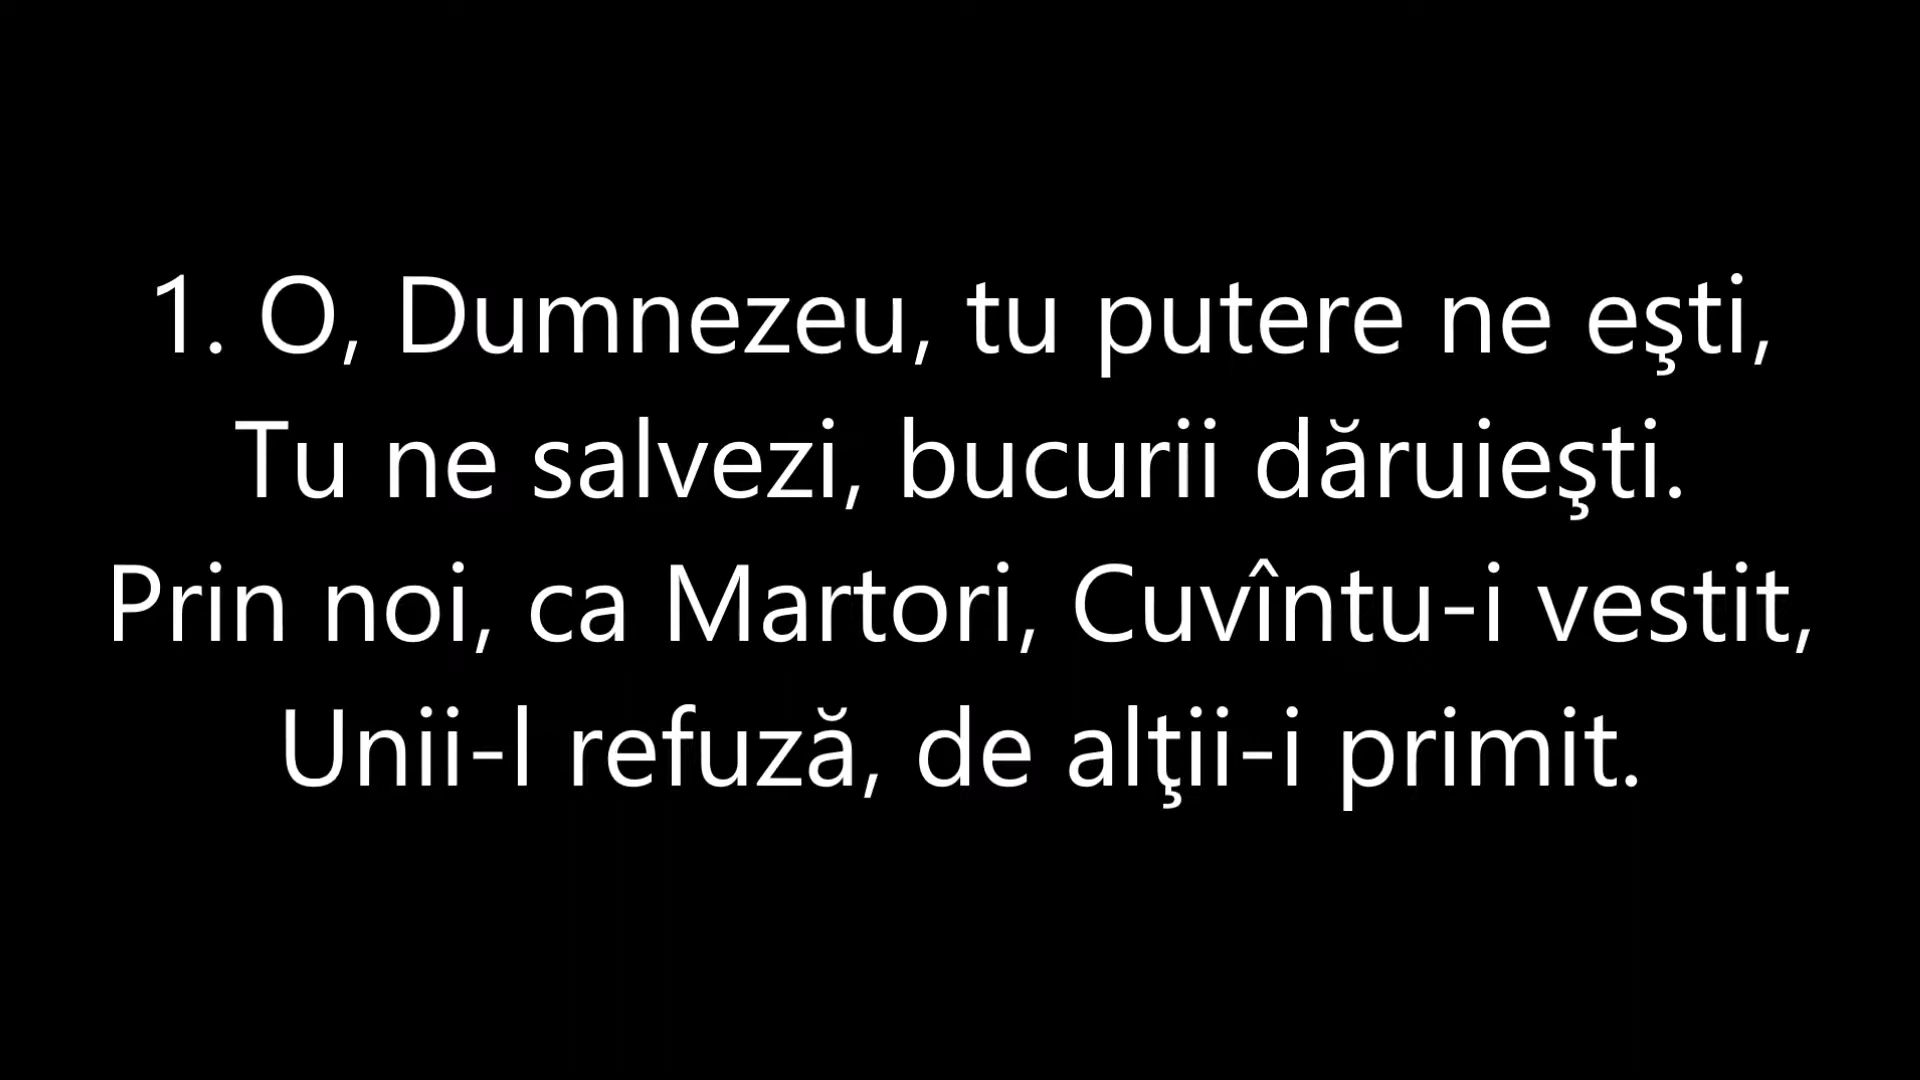 1. O, Dumnezeu, tu putere ne eşti,
Tu ne salvezi, bucurii dăruieşti.
Prin noi, ca Martori, Cuvîntu-i vestit,
Unii-l refuză, de alţii-i primit.